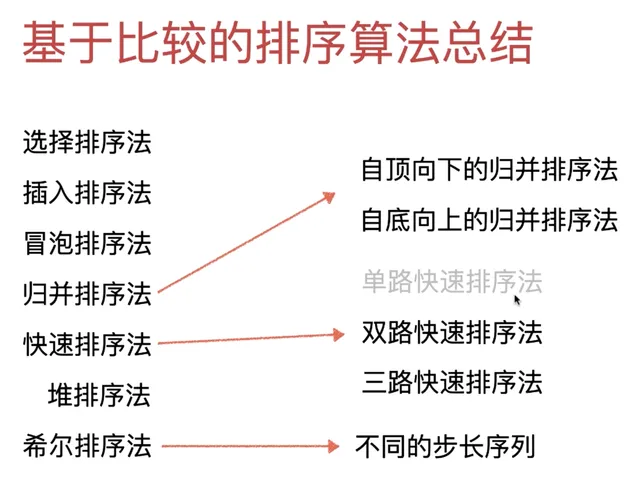 基于比较的排序算法总结
选择排序法
插入排序法
冒泡排序法
归并排序法
快速排序法
堆排序法
希尔排序法
自顶向下的归并排序法
自底向上的归并排序法
单路快速排序法
双路快速排序法
三路快速排序法
不同的步长序列